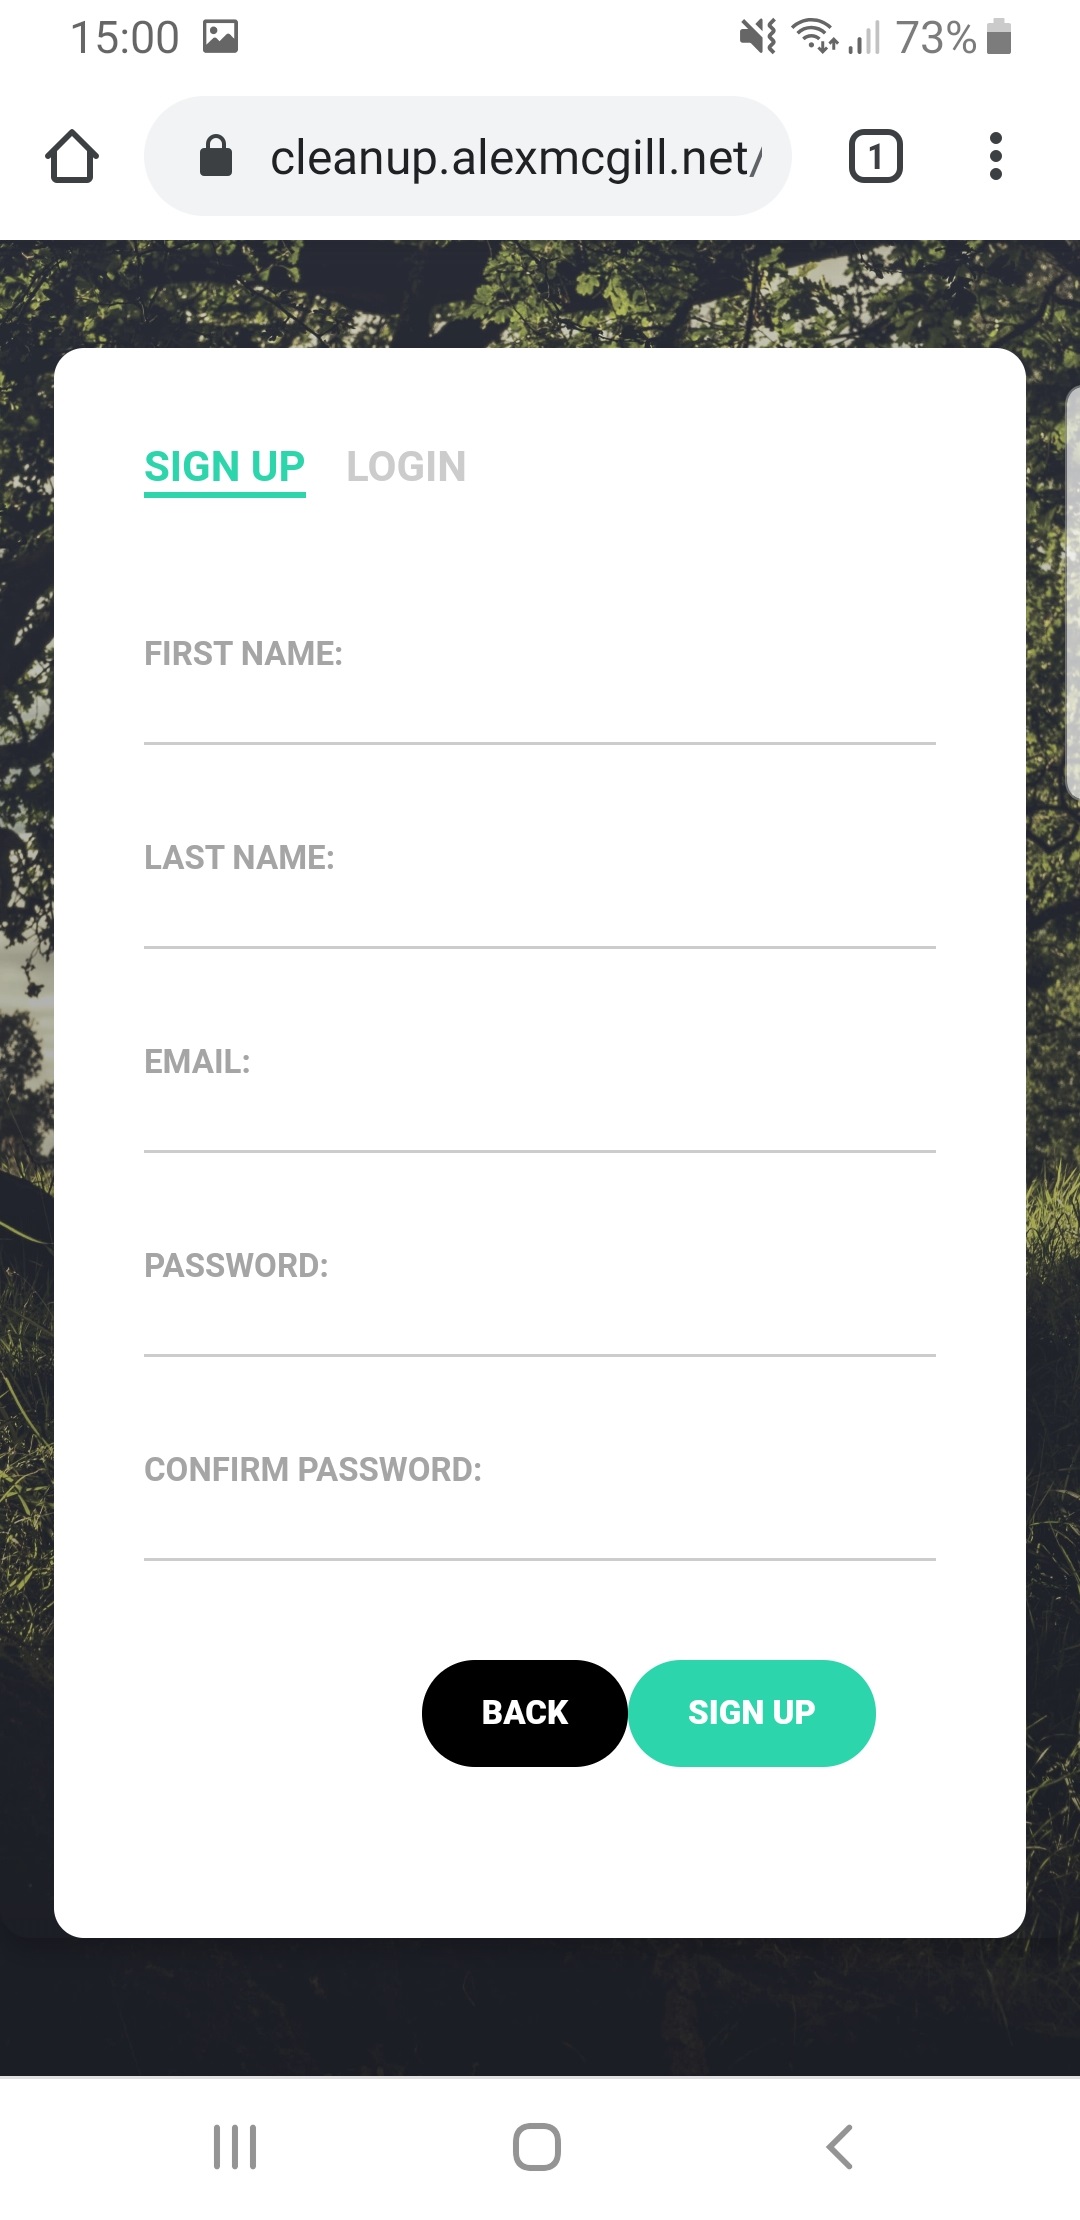 15:00 73%
cleanup.alexmcgill.net/
1
SIGN UP LOGIN
FIRST NAME:
LAST NAME:
EMAIL:
PASSWORD:
CONFIRM PASSWORD:
BACK SIGN UP